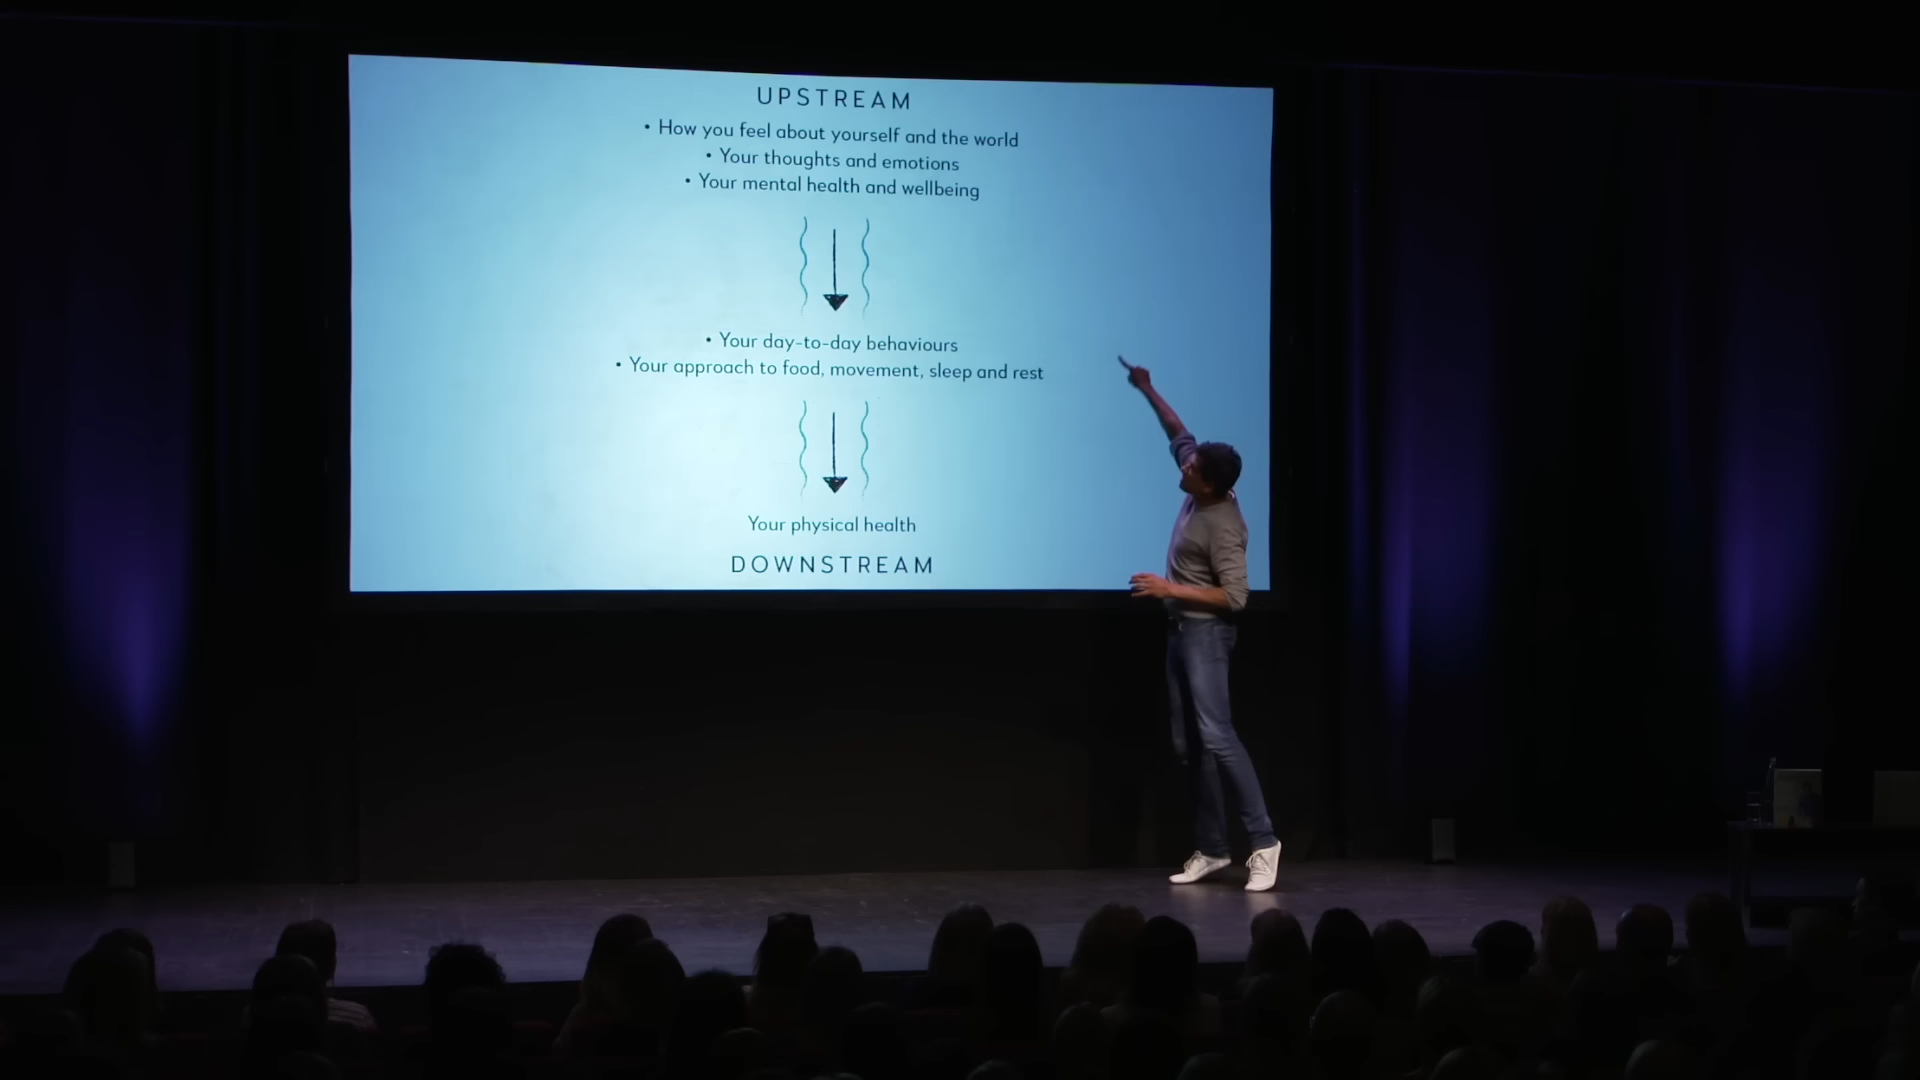 UPSTREAM
• How you feel about yourself and the world
• Your thoughts and emotions
• Your mental health and wellbeing
• Your day-to-day behaviours
• Your approach to food, movement, sleep and rest
Your physical health
DOWNSTREAM